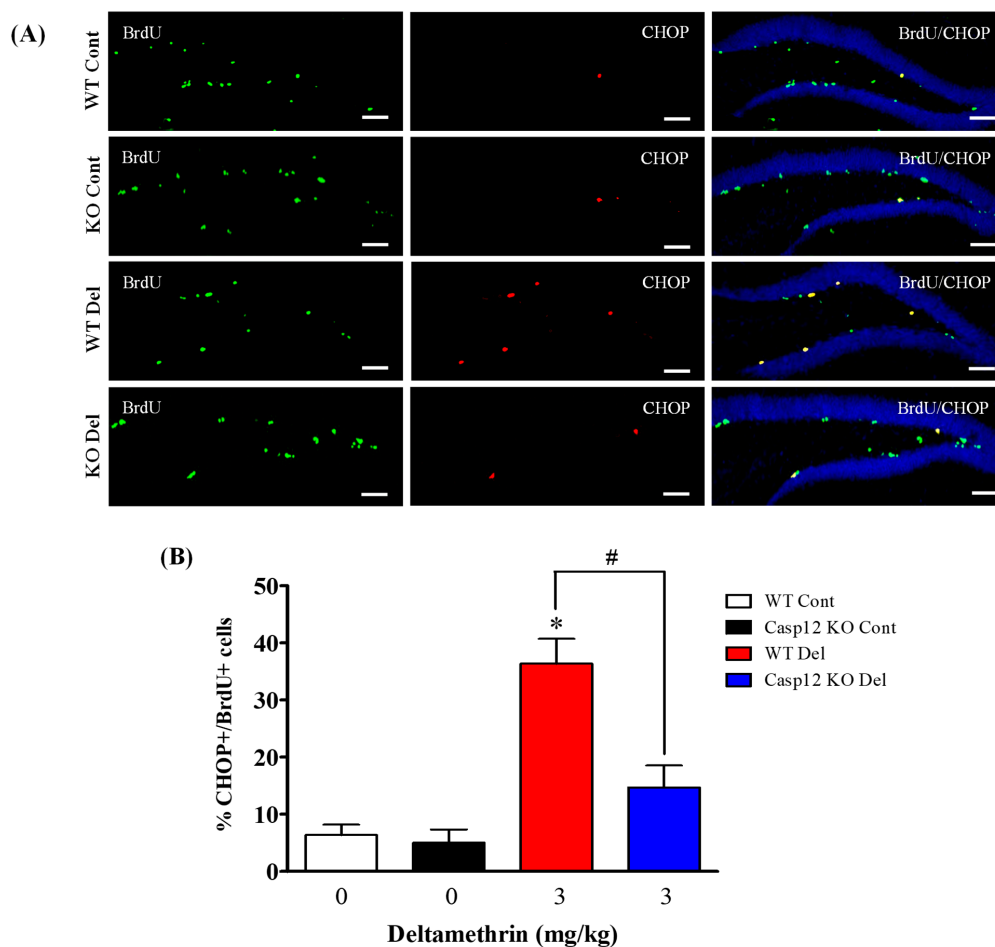 (A)
BrdU CHOP BrdU/CHOP
WT Cont
BrdU CHOP BrdU/CHOP
KO Cont
BrdU CHOP BrdU/CHOP
WT Del
BrdU CHOP BrdU/CHOP
KO Del
(B)
#
*
% CHOP+/BrdU+ cells
50
40
30
20
10
0
0 0 3 3
Deltamethrin (mg/kg)
WT Cont
Casp12 KO Cont
WT Del
Casp12 KO Del